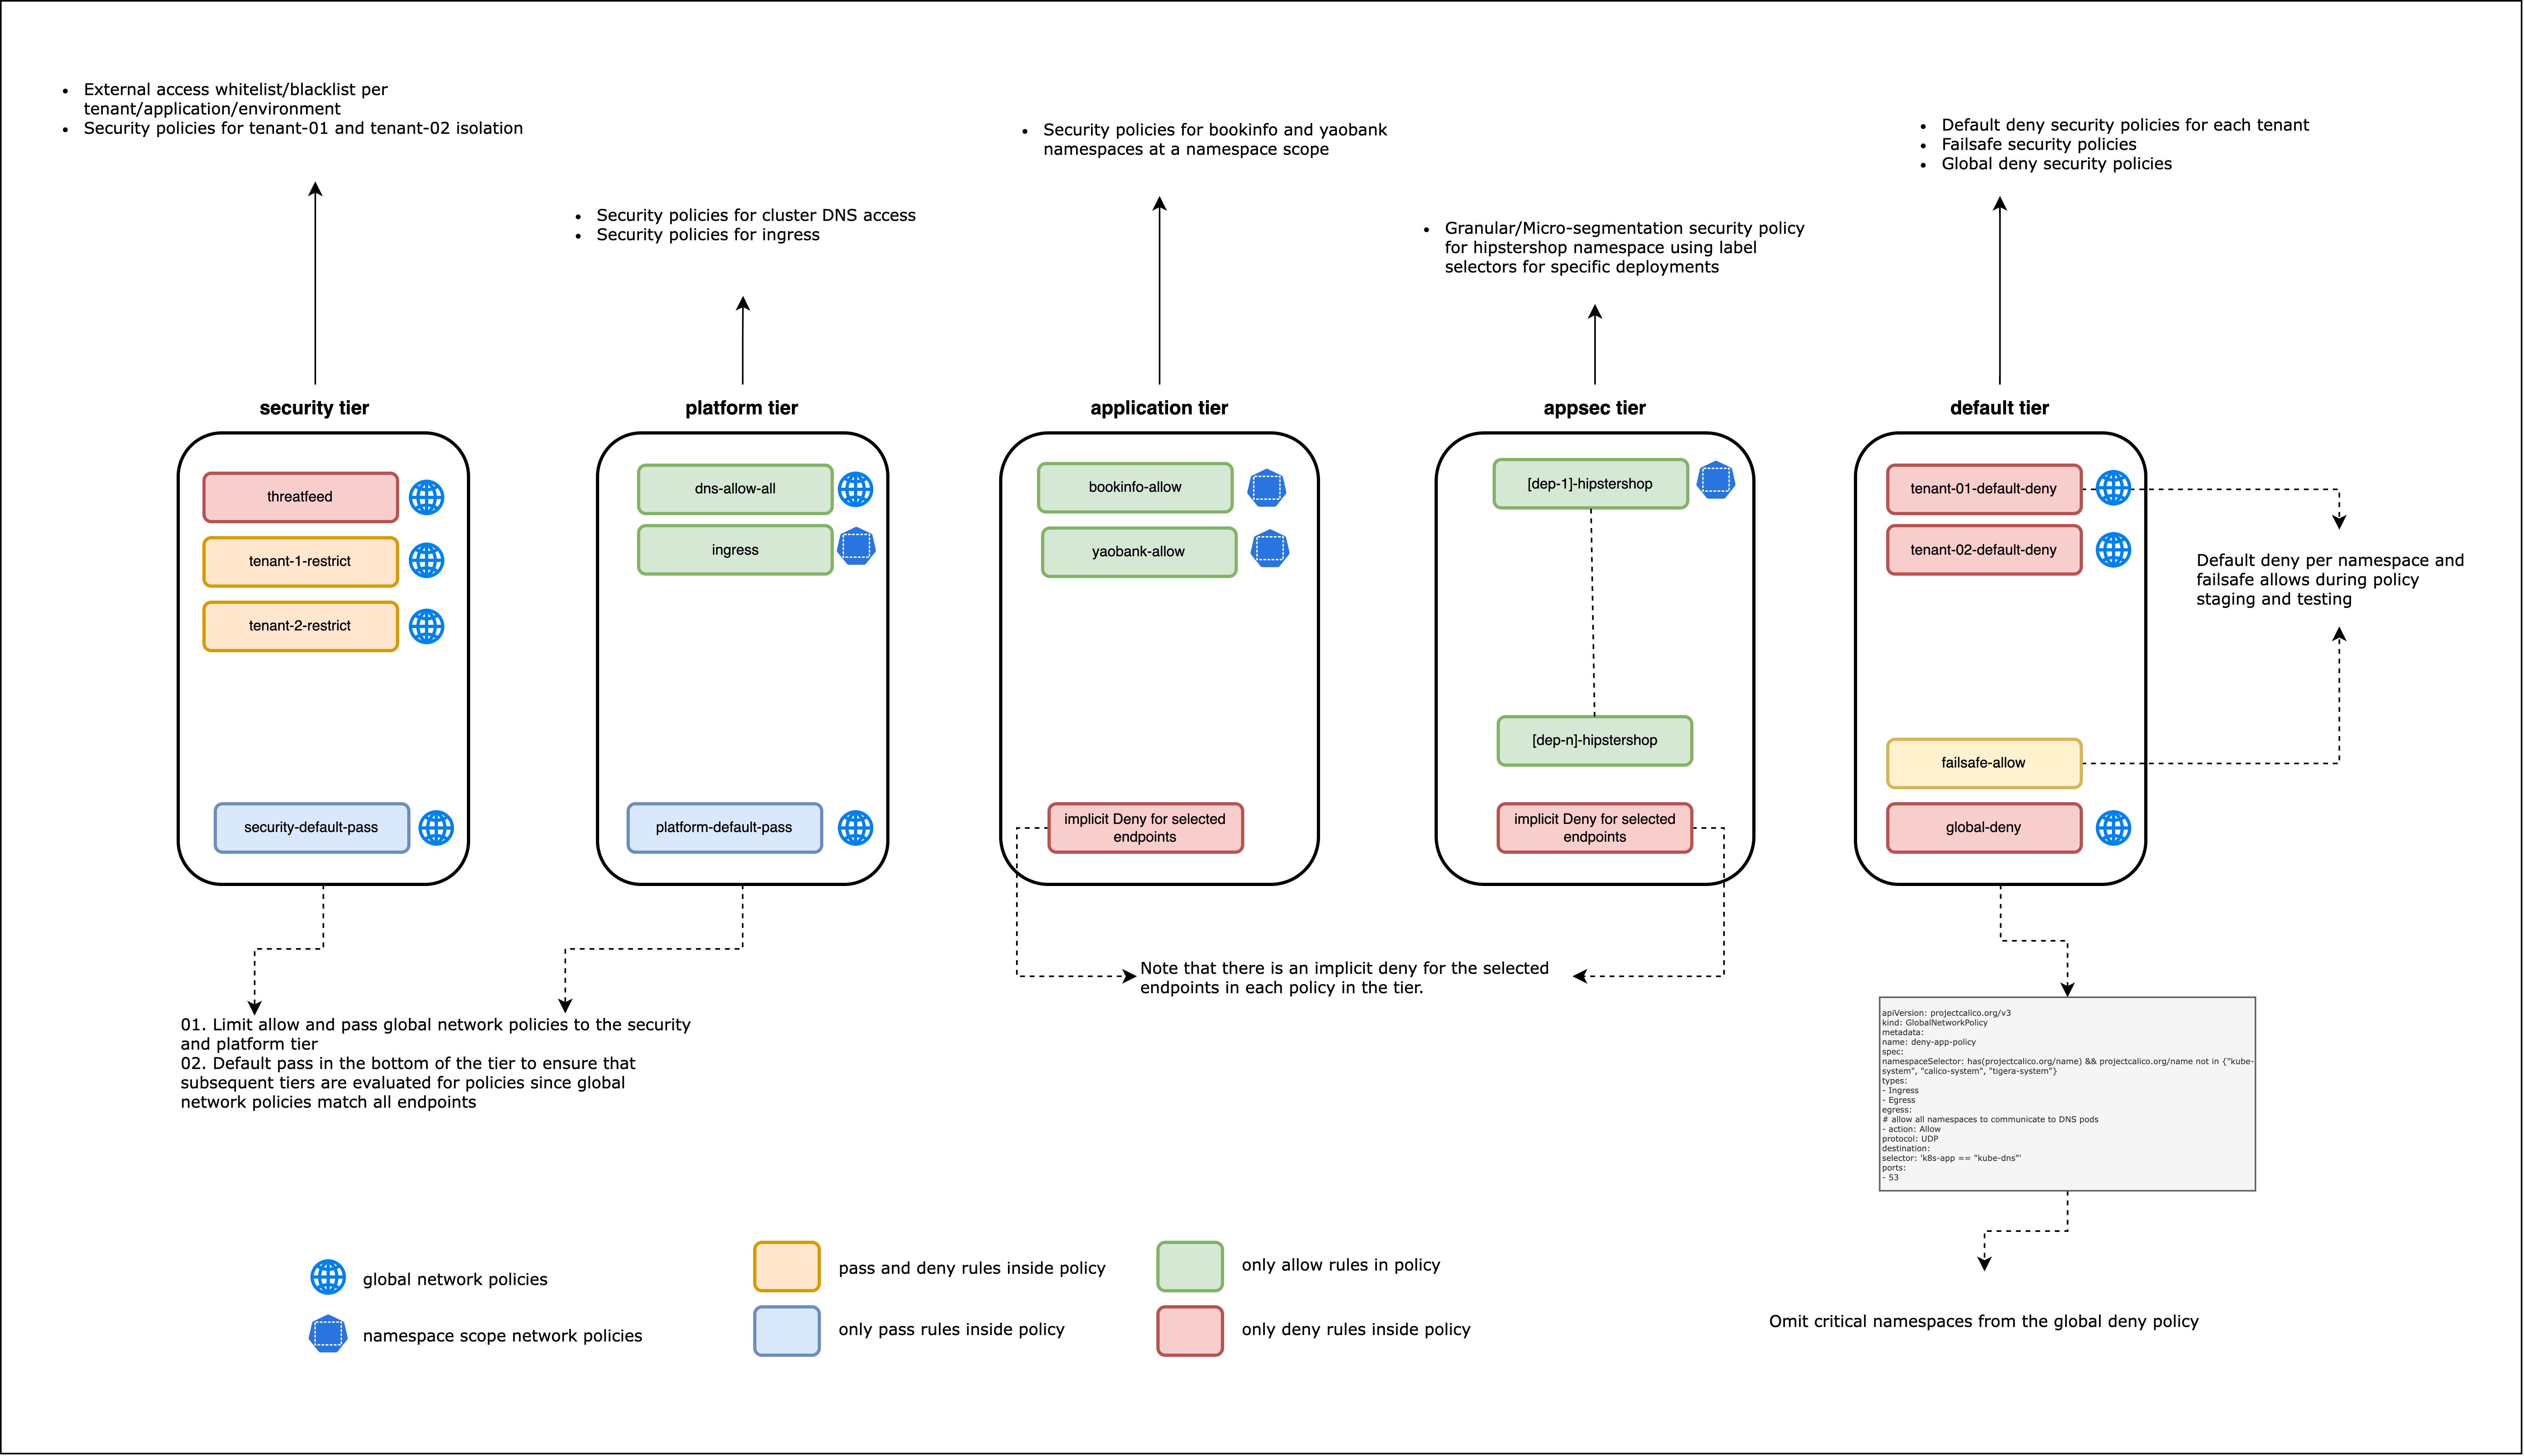 • External access whitelist/blacklist per
tenant/application/environment
• Security policies for tenant-01 and tenant-02 isolation
• Security policies for cluster DNS access
• Security policies for ingress
• Security policies for bookinfo and yaobank
namespaces at a namespace scope
• Granular/Micro-segmentation security policy
for hipstershop namespace using label
selectors for specific deployments
• Default deny security policies for each tenant
• Failsafe security policies
• Global deny security policies
security tier
threatfeed
tenant-1-restrict
tenant-2-restrict
security-default-pass
platform tier
dns-allow-all
ingress
platform-default-pass
application tier
bookinfo-allow
yaobank-allow
implicit Deny for selected
endpoints
appsec tier
[dep-1]-hipstershop
[dep-n]-hipstershop
implicit Deny for selected
endpoints
default tier
tenant-01-default-deny
tenant-02-default-deny
failsafe-allow
global-deny
Default deny per namespace and
failsafe allows during policy
staging and testing
01. Limit allow and pass global network policies to the security
and platform tier
02. Default pass in the bottom of the tier to ensure that
subsequent tiers are evaluated for policies since global
network policies match all endpoints
Note that there is an implicit deny for the selected
endpoints in each policy in the tier.
apiVersion: projectcalico.org/v3
kind: GlobalNetworkPolicy
metadata:
name: deny-app-policy
spec:
namespaceSelector: has(projectcalico.org/name) && projectcalico.org/name not in {"kube-
system", "calico-system", "tigera-system"}
types:
- Ingress
- Egress
egress:
# allow all namespaces to communicate to DNS pods
- action: Allow
protocol: UDP
destination:
selector: 'k8s-app == "kube-dns"'
ports:
- 53
Omit critical namespaces from the global deny policy
global network policies
namespace scope network policies
pass and deny rules inside policy
only pass rules inside policy
only allow rules in policy
only deny rules inside policy